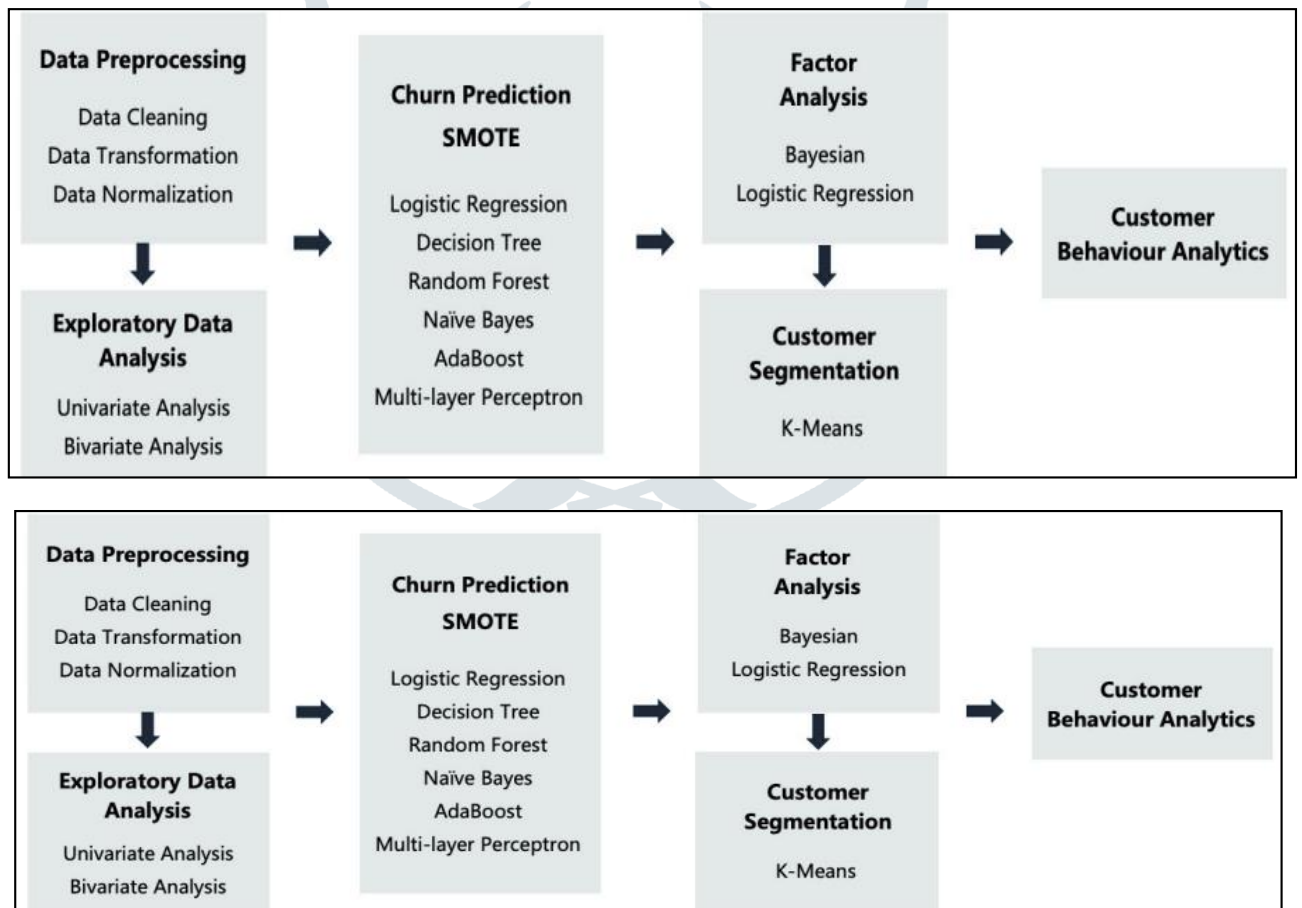 Data Preprocessing
Data Cleaning
Data Transformation
Data Normalization
Exploratory Data
Analysis
Univariate Analysis
Bivariate Analysis
Churn Prediction
SMOTE
Logistic Regression
Decision Tree
Random Forest
Naïve Bayes
AdaBoost
Multi-layer Perceptron
Factor
Analysis
Bayesian
Logistic Regression
Customer
Segmentation
K-Means
Customer
Behaviour Analytics
Data Preprocessing
Data Cleaning
Data Transformation
Data Normalization
Exploratory Data
Analysis
Univariate Analysis
Bivariate Analysis
Churn Prediction
SMOTE
Logistic Regression
Decision Tree
Random Forest
Naïve Bayes
AdaBoost
Multi-layer Perceptron
Factor
Analysis
Bayesian
Logistic Regression
Customer
Segmentation
K-Means
Customer
Behaviour Analytics